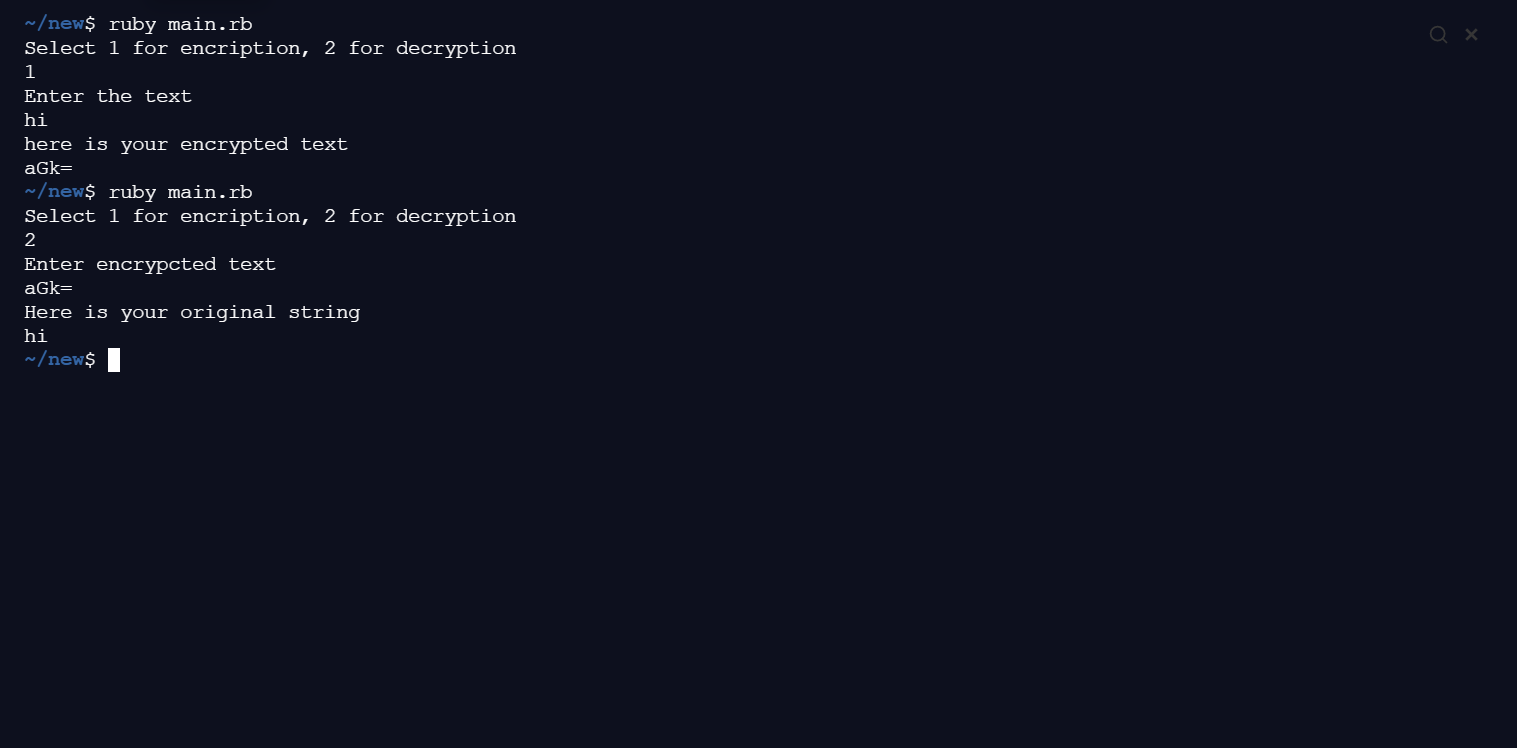 ~/new$ ruby main.rb
Select 1 for encription, 2 for decryption
1
Enter the text
hi
here is your encrypted text
aGk=
~/new$ ruby main.rb
Select 1 for encription, 2 for decryption
2
Enter encrypcted text
aGk=
Here is your original string
hi
~/new$